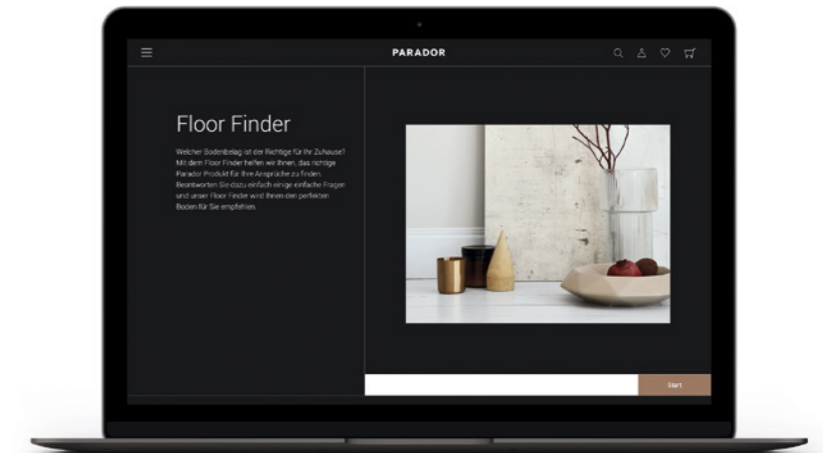 PARADOR
Floor Finder
Welcher Bodenbelag ist der Richtige für Ihr Zuhause?
Mit dem Floor Finder helfen wir Ihnen, das richtige
Parador Produkt für Ihre Ansprüche zu finden.
Beantworten Sie dazu einfach einige einfache Fragen
und unser Floor Finder wird Ihnen den perfekten
Boden für Sie empfehlen.
Start